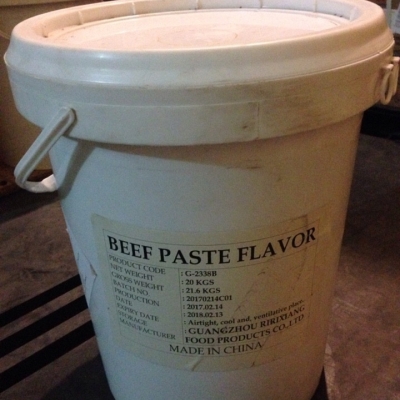 BEEF PASTE FLAVOR
PRODUCT CODE : G-2338B
NET WEIGHT : 20 KGS
GROSS WEIGHT : 21.6 KGS
BATCH NO. : 20170214C01
PRODUCTION DATE : 2017.02.14
EXPIRY DATE : 2018.02.13
STORAGE : Airtight, cool and, ventilative place.
MANUFACTURER : GUANGZHOU RIRIXIANG
FOOD PRODUCTS CO.,LTD
MADE IN CHINA